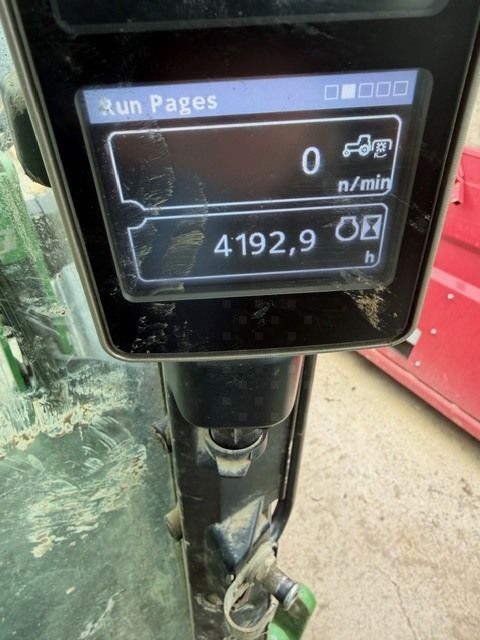 Run Pages
0
n/min
4192,9
h